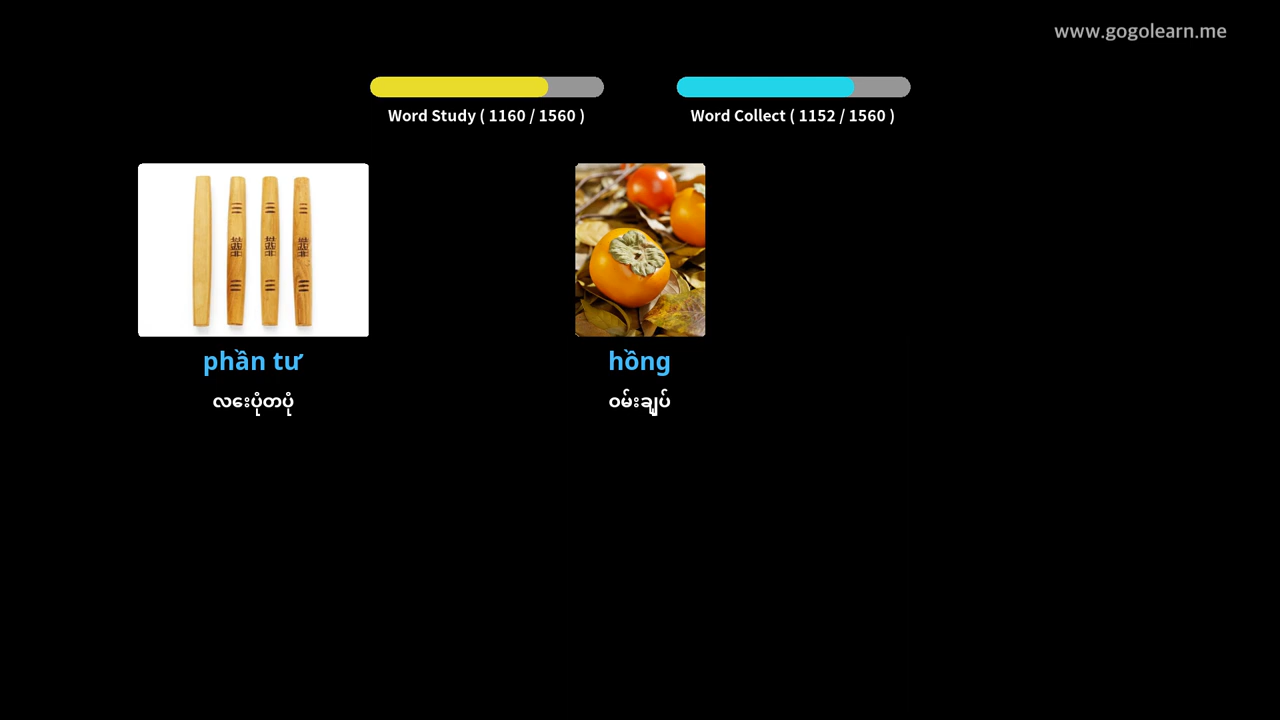 www.gogolearn.me
Word Study ( 1160 / 1560 )
Word Collect ( 1152 / 1560 )
phần tư
hồng
လေးပုံတပုံ
ဝမ်းချုပ်